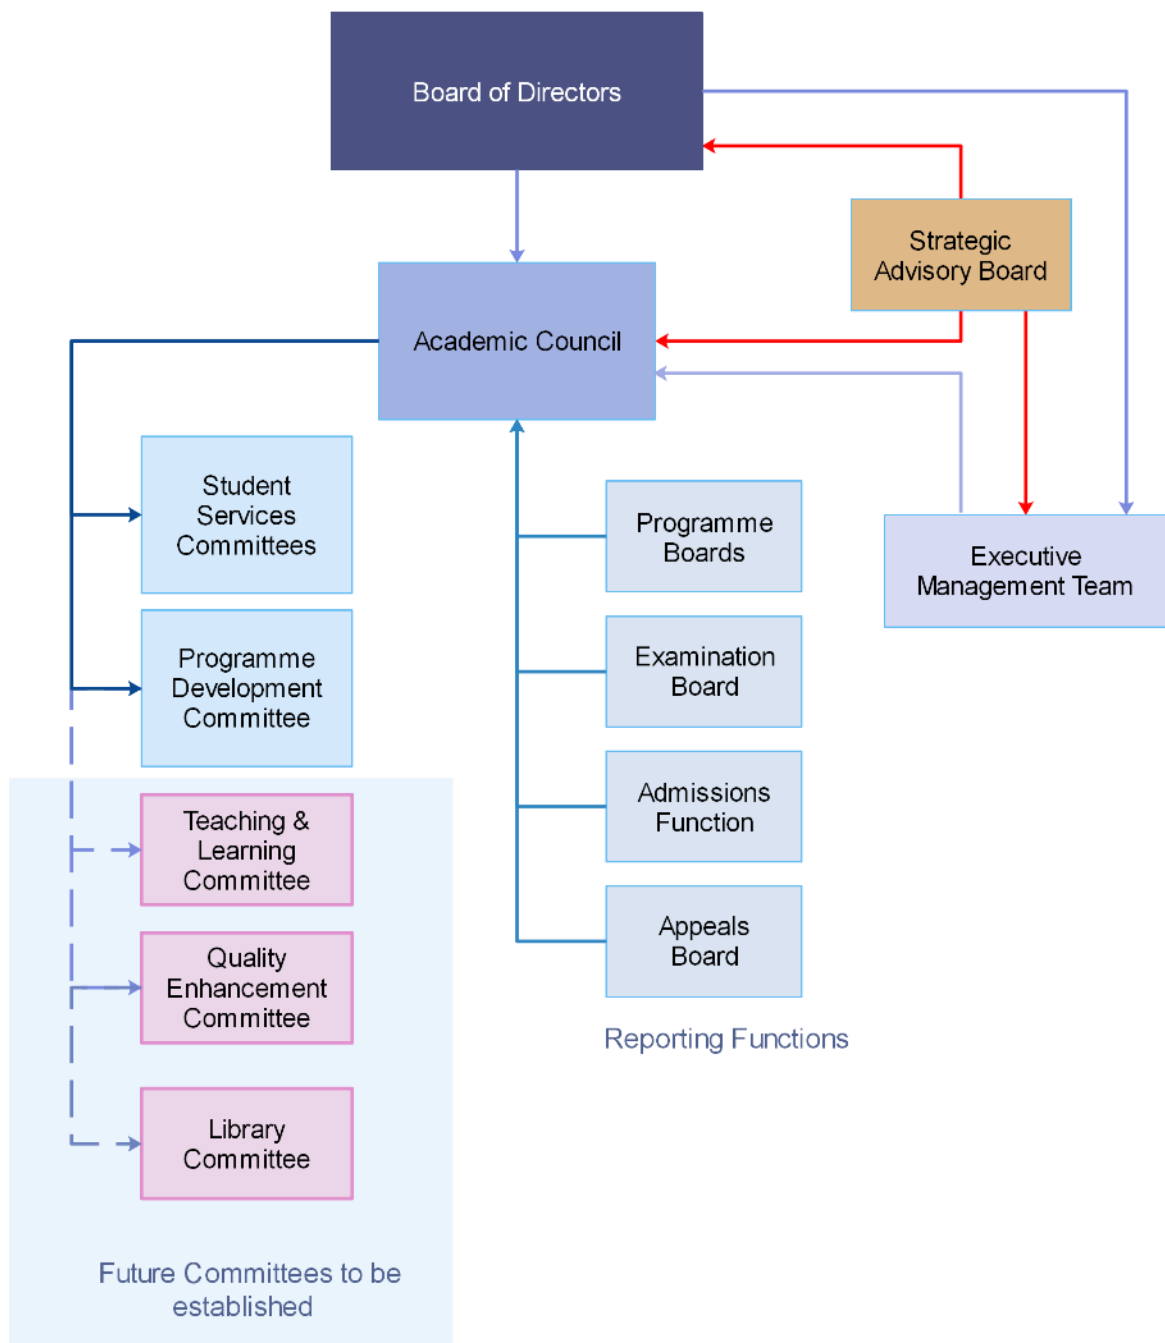 Board of Directors
Strategic
Advisory Board
Academic Council
Student
Services
Committees
Programme
Boards
Executive
Management Team
Programme
Development
Committee
Examination
Board
Teaching &
Learning
Committee
Admissions
Function
Quality
Enhancement
Committee
Appeals
Board
Reporting Functions
Library
Committee
Future Committees to be
established